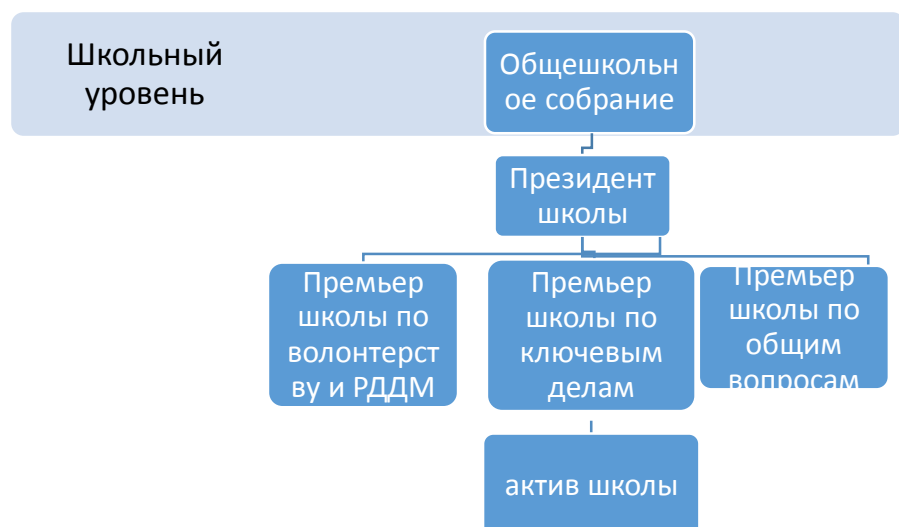 Школьный
уровень
Общешкольн
ое собрание
Президент
школы
Премьер
школы по
волонтерст
ву и РДДМ
Премьер
школы по
ключевым
делам
Премьер
школы по
общим
вопросам
актив школы